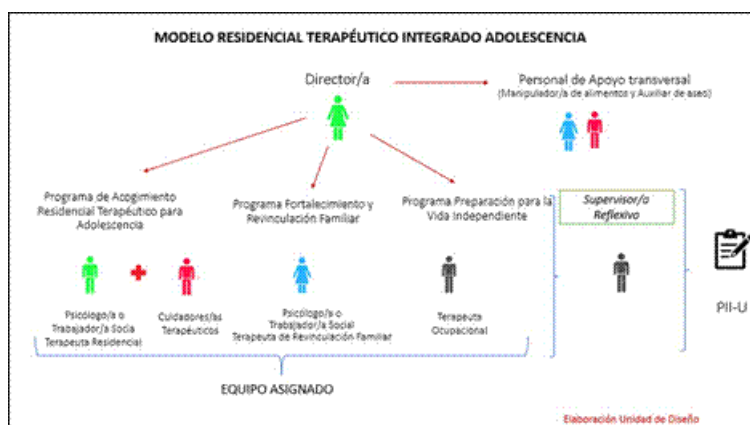 MODELO RESIDENCIAL TERAPÉUTICO INTEGRADO ADOLESCENCIA
Director/a
Personal de Apoyo transversal
(Manipulador/a de alimentos y Auxiliar de aseo)
Programa de Acogimiento
Residencial Terapéutico para
Adolescencia
Programa Fortalecimiento y
Revinculación Familiar
Programa Preparación para la
Vida Independiente
Supervisor/a
Reflexivo
PII-U
Psicólogo/a o
Trabajador/a Socia
Terapeuta Residencial
Cuidadores/as
Terapéuticos
Psicólogo/a o
Trabajador/a Social
Terapeuta de Revinculación Familiar
Terapeuta
Ocupacional
EQUIPO ASIGNADO
Elaboración Unidad de Diseño